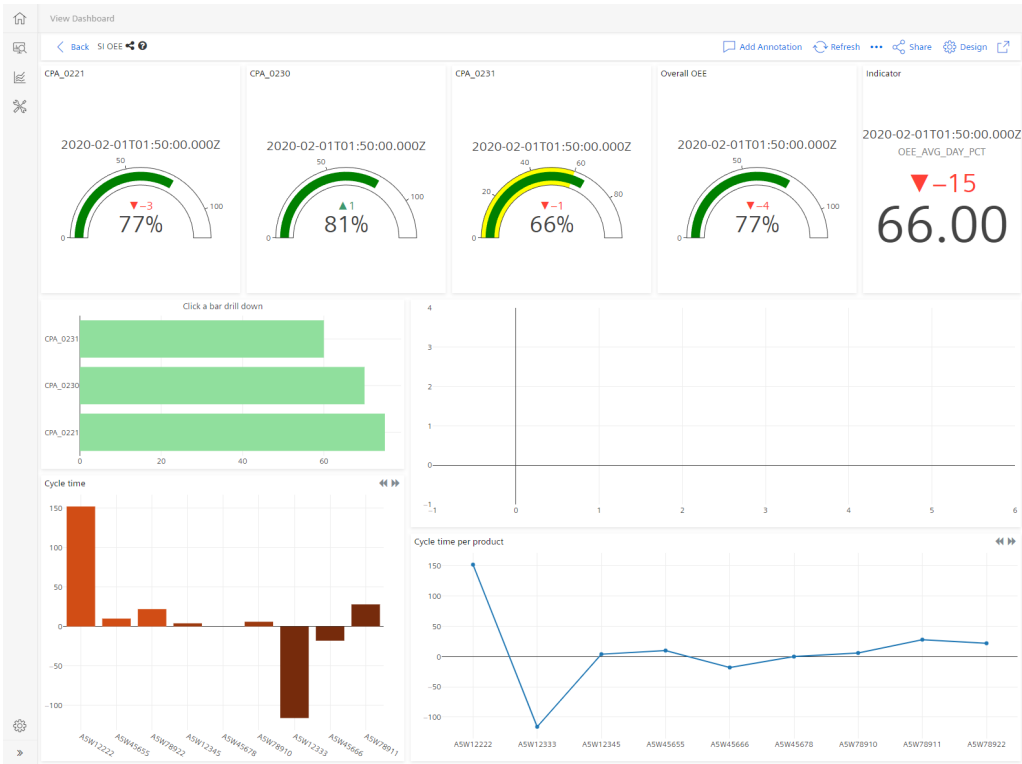 View Dashboard
Back SI OEE
Add Annotation Refresh Share Design
CPA_0221
2020-02-01T01:50:00.000Z
0 50 100
▼−3
77%
CPA_0230
2020-02-01T01:50:00.000Z
0 50 100
▲1
81%
CPA_0231
2020-02-01T01:50:00.000Z
0 20 40 60 80
▼−1
66%
Overall OEE
2020-02-01T01:50:00.000Z
0 50 100
▼−4
77%
Indicator
2020-02-01T01:50:00.000Z
OEE_AVG_DAY_PCT
▼−15
66.00
Click a bar drill down
CPA_0231
CPA_0230
CPA_0221
0 20 40 60
4
3
2
1
0
−1
−1 0 1 2 3 4 5 6
Cycle time
150
100
50
0
−50
−100
A5W12222 A5W45655 A5W78922 A5W12345 A5W45678 A5W78910 A5W12333 A5W45666 A5W78911
Cycle time per product
150
100
50
0
−50
−100
A5W12222 A5W12333 A5W12345 A5W45655 A5W45666 A5W45678 A5W78910 A5W78911 A5W78922